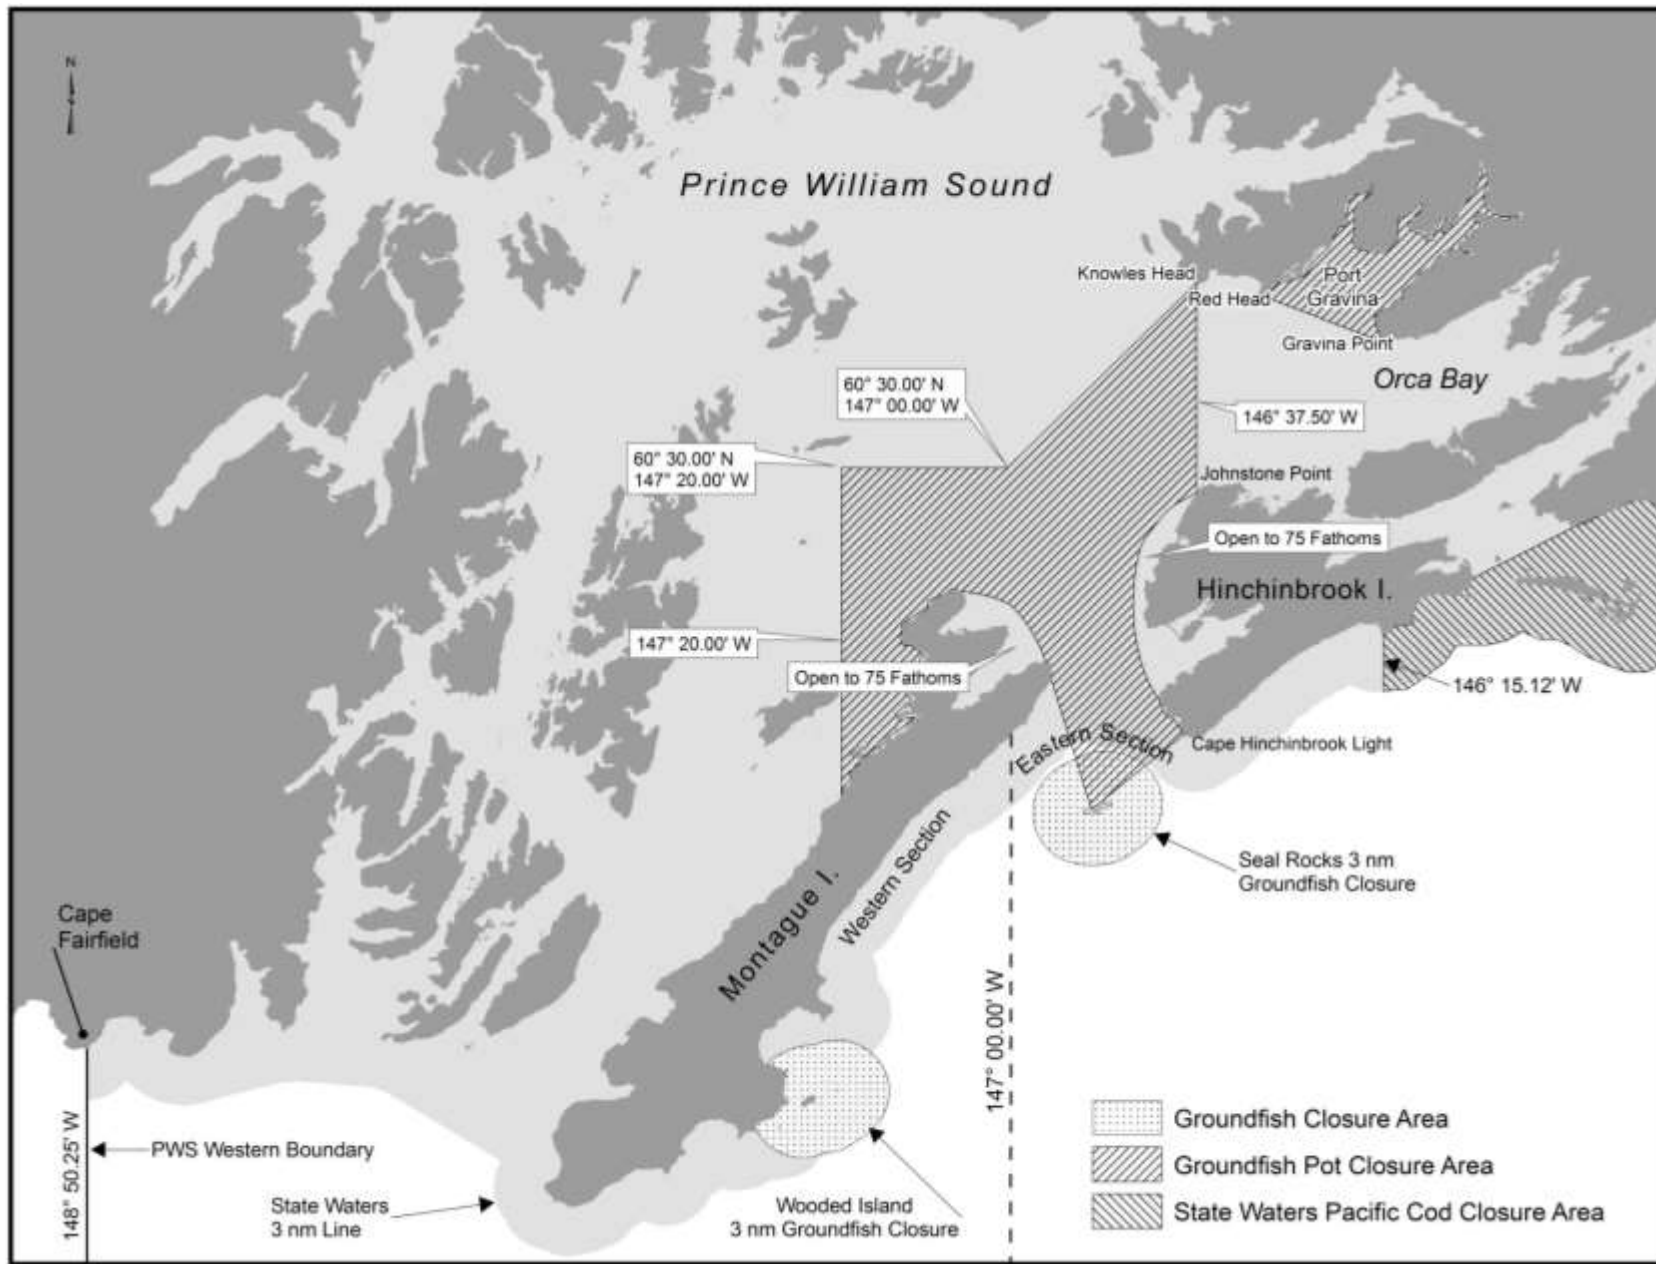 N
Prince William Sound
Knowles Head
Red Head
Port
Gravina
Gravina Point
Orca Bay
60° 30.00' N
147° 00.00' W
146° 37.50' W
60° 30.00' N
147° 20.00' W
Johnstone Point
Open to 75 Fathoms
Hinchinbrook I.
147° 20.00' W
Open to 75 Fathoms
146° 15.12' W
Eastern Section
Cape Hinchinbrook Light
Western Section
Seal Rocks 3 nm
Groundfish Closure
Montague I.
Cape
Fairfield
147° 00.00' W
148° 50.25' W
PWS Western Boundary
State Waters
3 nm Line
Wooded Island
3 nm Groundfish Closure
Groundfish Closure Area
Groundfish Pot Closure Area
State Waters Pacific Cod Closure Area